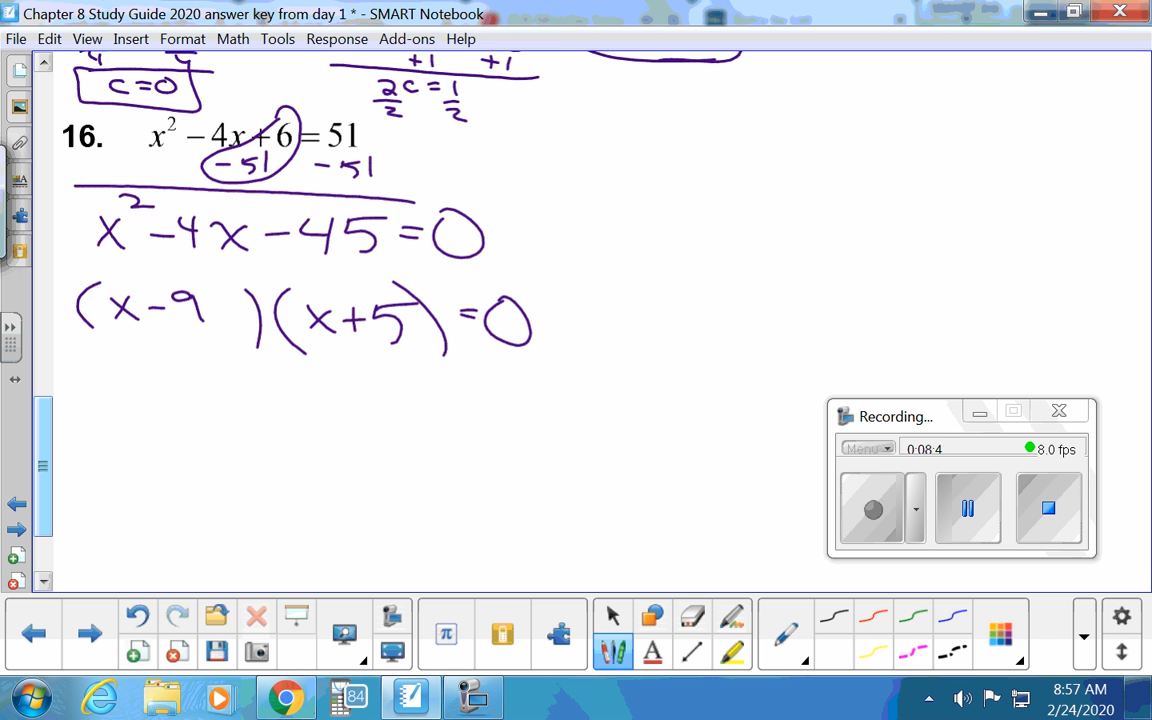 Chapter 8 Study Guide 2020 answer key from day 1 * - SMART Notebook
File Edit View Insert Format Math Tools Response Add-ons Help
4 4 +1 +1
c = 0 2c = 1
2 2
16. x² − 4x + 6 = 51
- 51 - 51
x² - 4x - 45 = 0
(x - 9 )(x + 5) = 0
Recording...
Menu 0:08:4 8.0 fps
π A
84
8:57 AM
2/24/2020